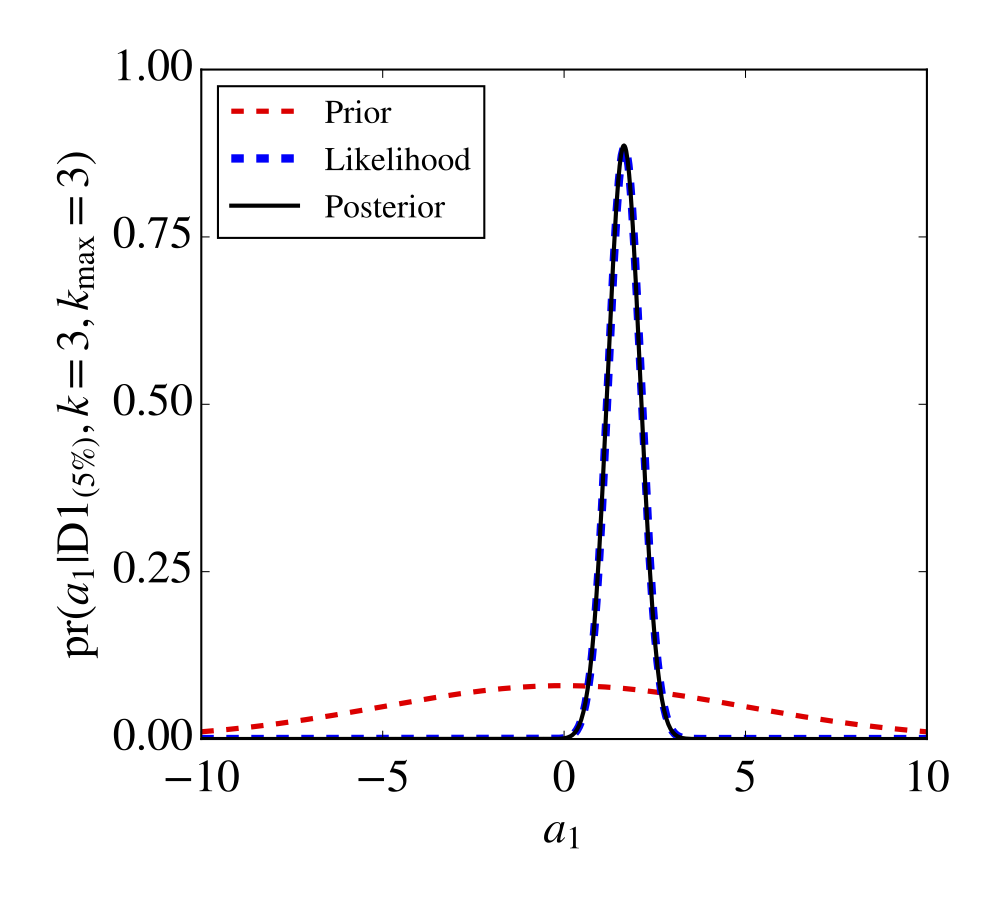 1.00
0.75
0.50
0.25
0.00
−10
−5
0
5
10
a₁
pr(a₁|D1₍₅%₎, k = 3, kₘₐₓ = 3)
Prior
Likelihood
Posterior